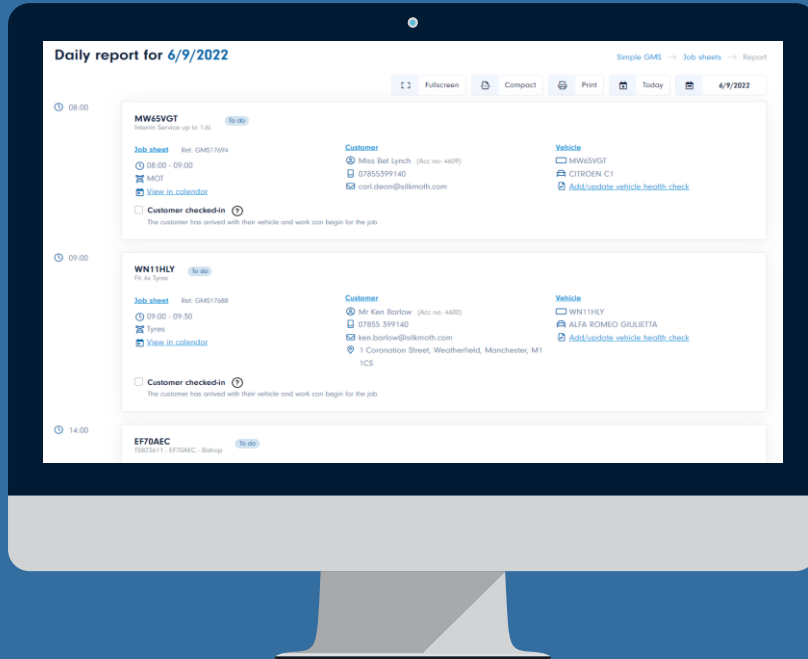 Daily report for 6/9/2022
Simple GMS → Job sheets → Report
Fullscreen Compact Print Today 6/9/2022
08:00
MW65VGT To do
Interim Service up to 1.6L
Job sheet Ref: GMS17694
08:00 - 09:00
MOT
View in calendar
Customer
Miss Bet Lynch (Acc no: 4609)
07855399140
carl.dean@silkmoth.com
Vehicle
MW65VGT
CITROEN C1
Add/update vehicle health check
Customer checked-in ?
The customer has arrived with their vehicle and work can begin for the job
09:00
WN11HLY To do
Fit 4x Tyres
Job sheet Ref: GMS17688
09:00 - 09:30
Tyres
View in calendar
Customer
Mr Ken Barlow (Acc no: 4600)
07855 399140
ken.barlow@silkmoth.com
1 Coronation Street, Weatherfield, Manchester, M1
1CS
Vehicle
WN11HLY
ALFA ROMEO GIULIETTA
Add/update vehicle health check
Customer checked-in ?
The customer has arrived with their vehicle and work can begin for the job
14:00
EF70AEC To do
TS823611 - EF70AEC - Bishop